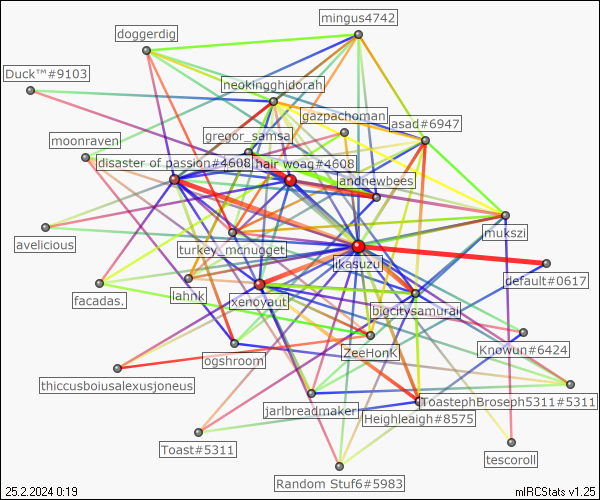 mingus4742
doggerdig
Duck™#9103
neokingghidorah
gazpachoman
asad#6947
gregor_samsa
moonraven
disaster of passion#4608
hair woag#4608
andnewbees
mukszi
avelicious
turkey_mcnugget
ilkasuzu
default#0617
facadas.
lahnk
xenoyaut
bigcitysamurai
ogshroom
ZeeHonK
Knowun#6424
thiccusboiusalexusjoneus
jarlbreadmaker
ToastephBroseph5311#5311
Heighleaigh#8575
Toast#5311
tescoroll
Random Stuf6#5983
25.2.2024 0:19
mIRCStats v1.25